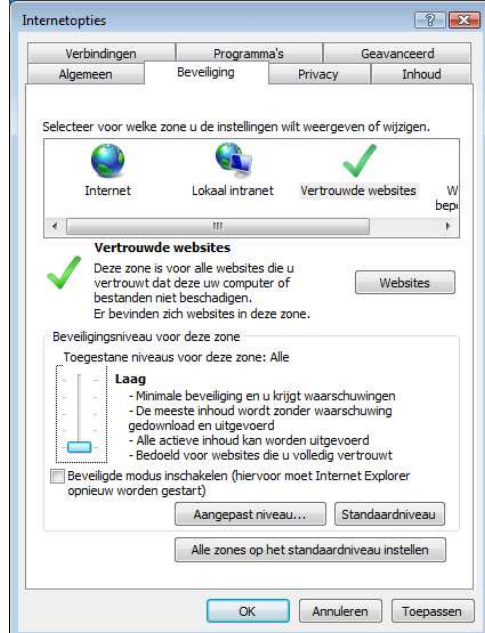 Internetopties
Verbindingen Programma's Geavanceerd
Algemeen Beveiliging Privacy Inhoud
Selecteer voor welke zone u de instellingen wilt weergeven of wijzigen.
Internet Lokaal intranet Vertrouwde websites W
bep
Vertrouwde websites
Deze zone is voor alle websites die u
vertrouwt dat deze uw computer of
bestanden niet beschadigen.
Er bevinden zich websites in deze zone.
Websites
Beveiligingsniveau voor deze zone
Toegestane niveaus voor deze zone: Alle
Laag
- Minimale beveiliging en u krijgt waarschuwingen
- De meeste inhoud wordt zonder waarschuwing
gedownload en uitgevoerd
- Alle actieve inhoud kan worden uitgevoerd
- Bedoeld voor websites die u volledig vertrouwt
Beveiligde modus inschakelen (hiervoor moet Internet Explorer
opnieuw worden gestart)
Aangepast niveau... Standaardniveau
Alle zones op het standaardniveau instellen
OK Annuleren Toepassen